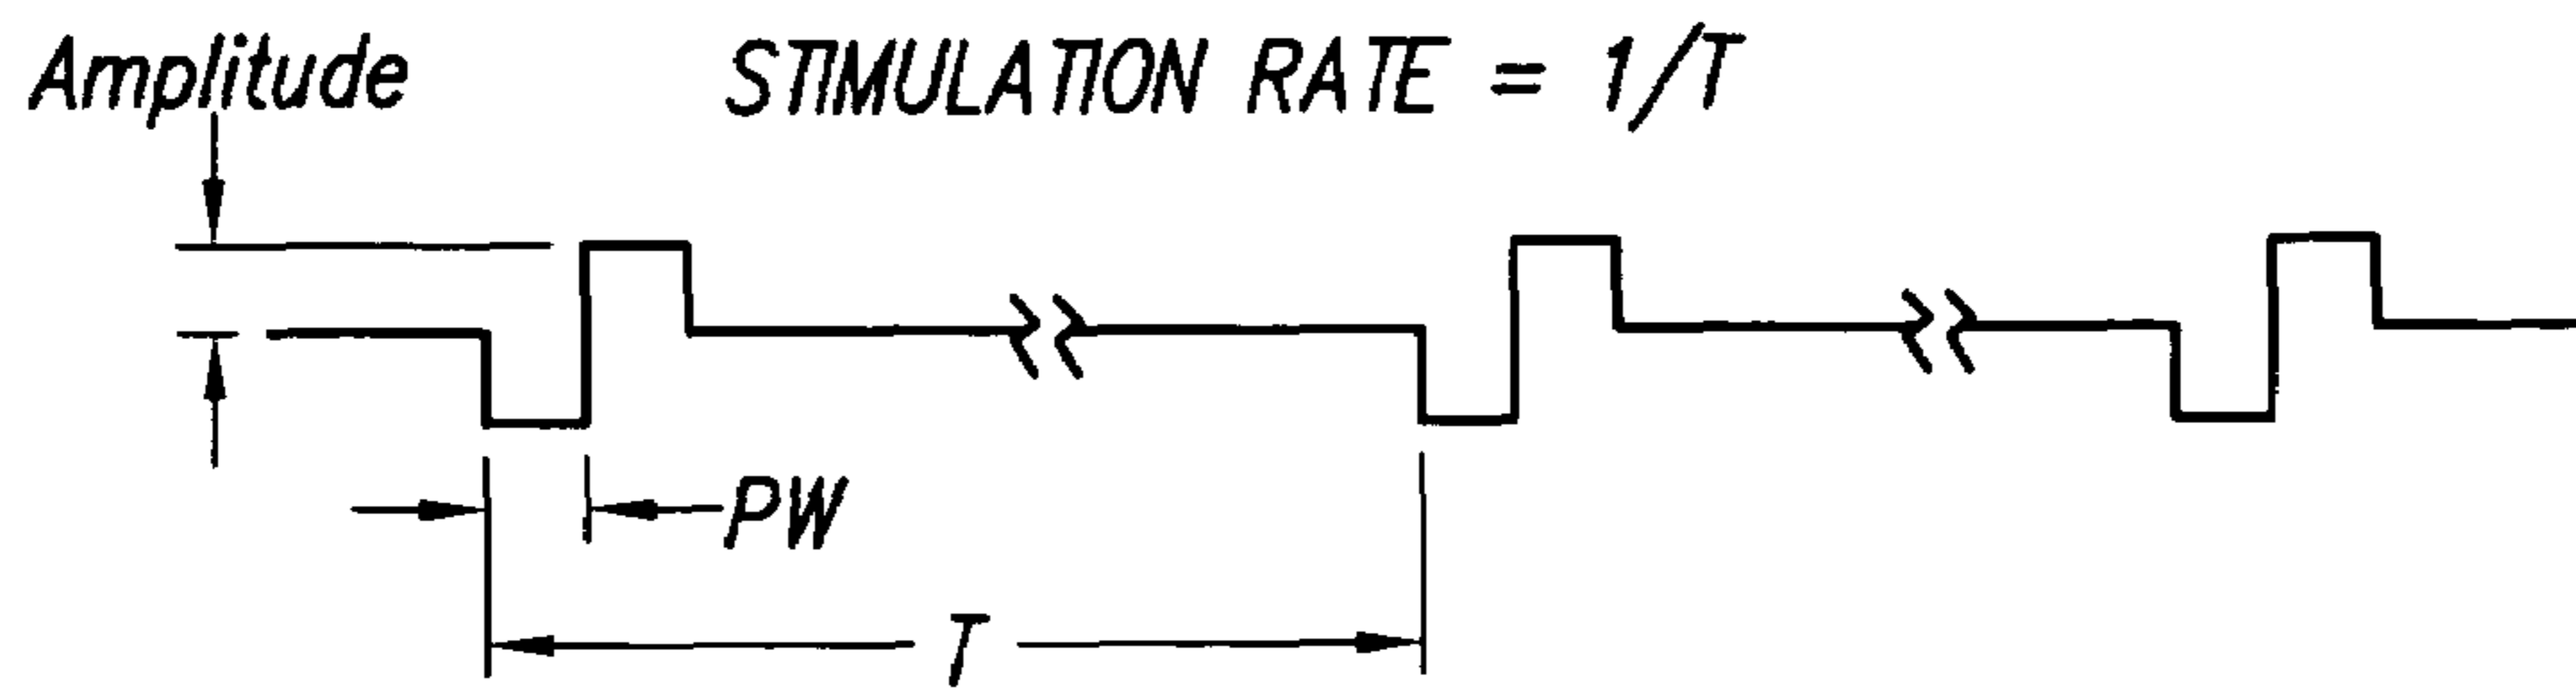 Amplitude
STIMULATION RATE = 1/T
PW
T